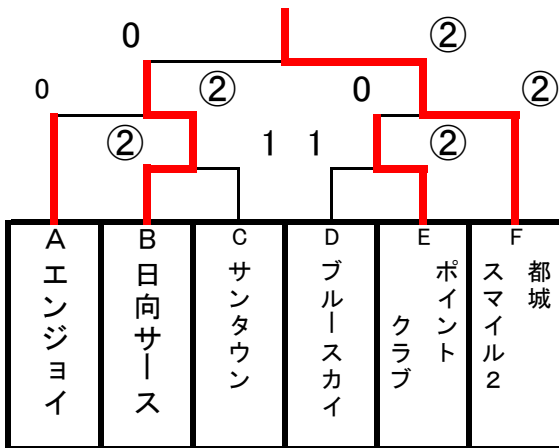 0 ②
0 ② 0 ②
② 1 1 ②
A B C D E F
エンジョイ
日向サース
サンタウン
ブルースカイ
ポイント
クラブ
都城
スマイル2